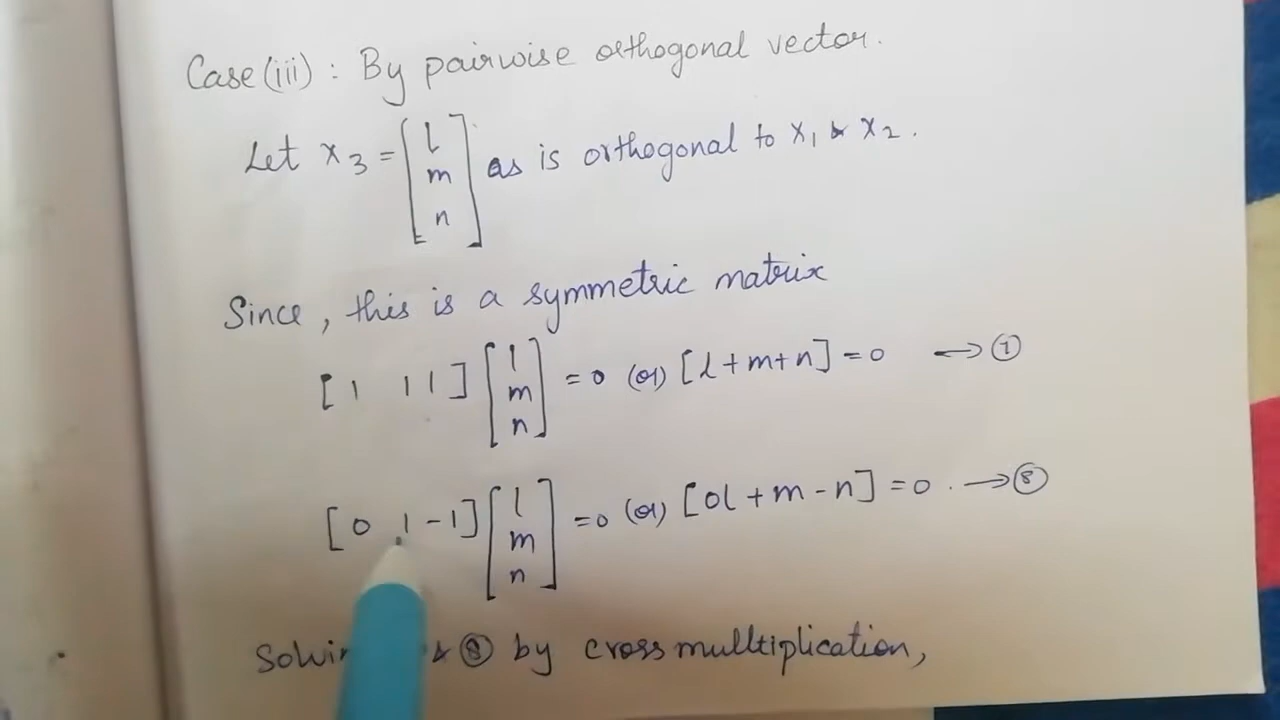 Case (iii) : By pairwise orthogonal vector.
Let x₃ = [l m n] as is orthogonal to x₁ & x₂.
Since, this is a symmetric matrix
[1 1 1] [l m n] = 0 (or) [l + m + n] = 0 → ⑦
[0 1 -1] [l m n] = 0 (or) [0l + m - n] = 0. → ⑧
& ⑧ by cross multiplication,